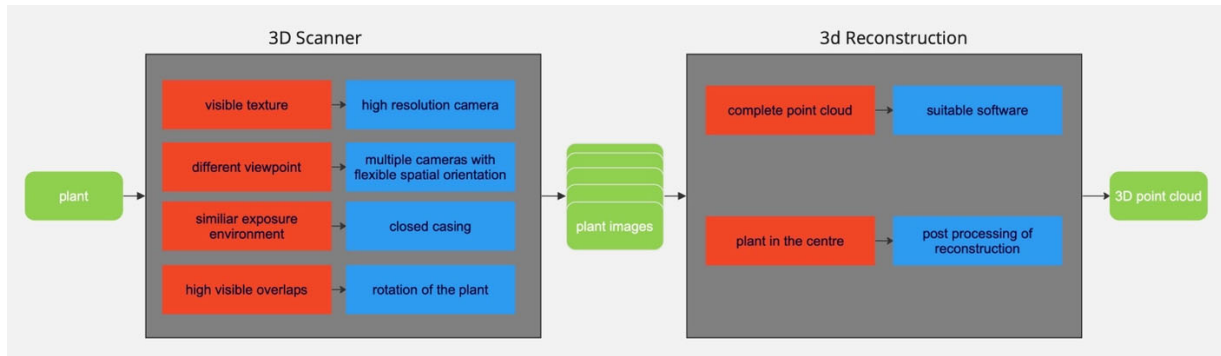 3D Scanner
3d Reconstruction
plant
visible texture
high resolution camera
different viewpoint
multiple cameras with
flexible spatial orientation
similiar exposure
environment
closed casing
high visible overlaps
rotation of the plant
plant images
complete point cloud
suitable software
plant in the centre
post processing of
reconstruction
3D point cloud